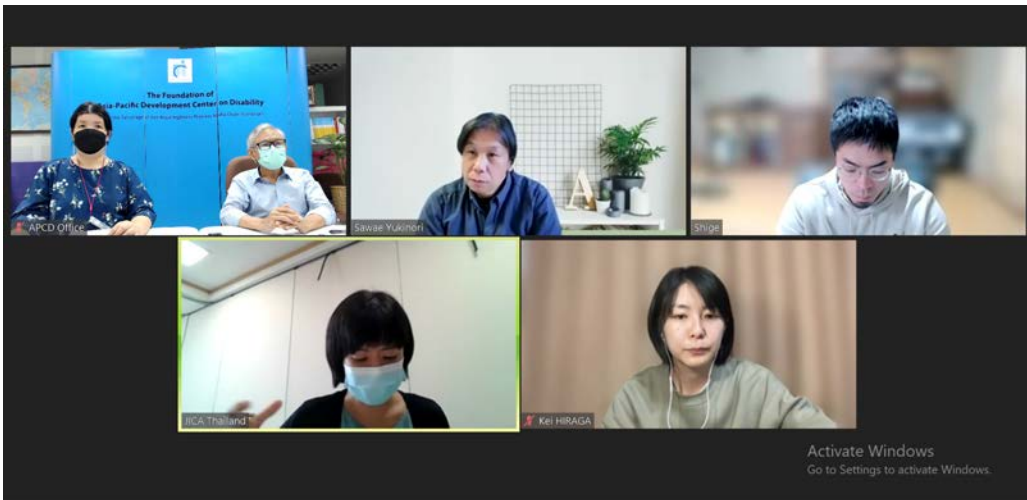 The Foundation of
Asia-Pacific Development Center on Disability
APCD Office
Sawae Yukinori
Shige
A
JICA Thailand
Kei HIRAGA
Activate Windows
Go to Settings to activate Windows.